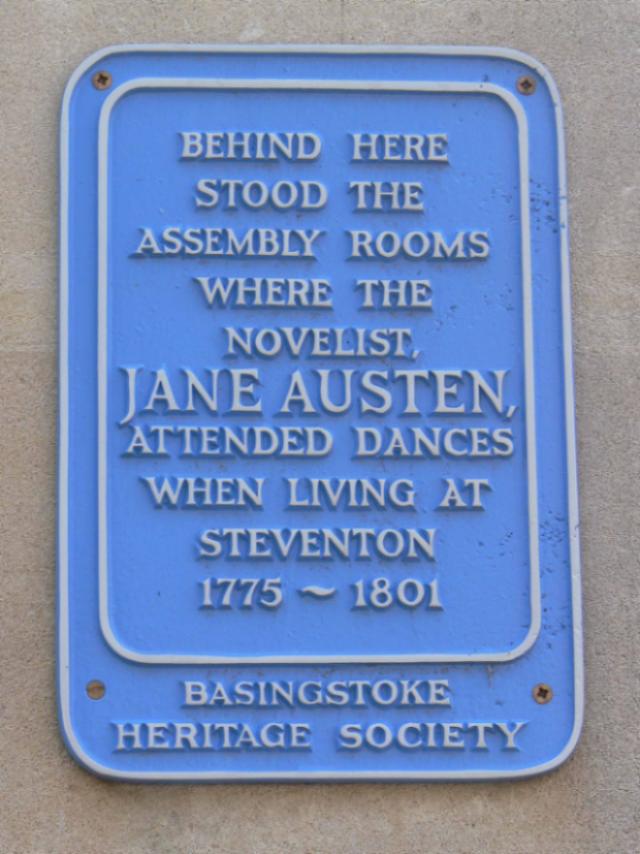 BEHIND HERE
STOOD THE
ASSEMBLY ROOMS
WHERE THE
NOVELIST,
JANE AUSTEN,
ATTENDED DANCES
WHEN LIVING AT
STEVENTON
1775 ~ 1801
BASINGSTOKE
HERITAGE SOCIETY